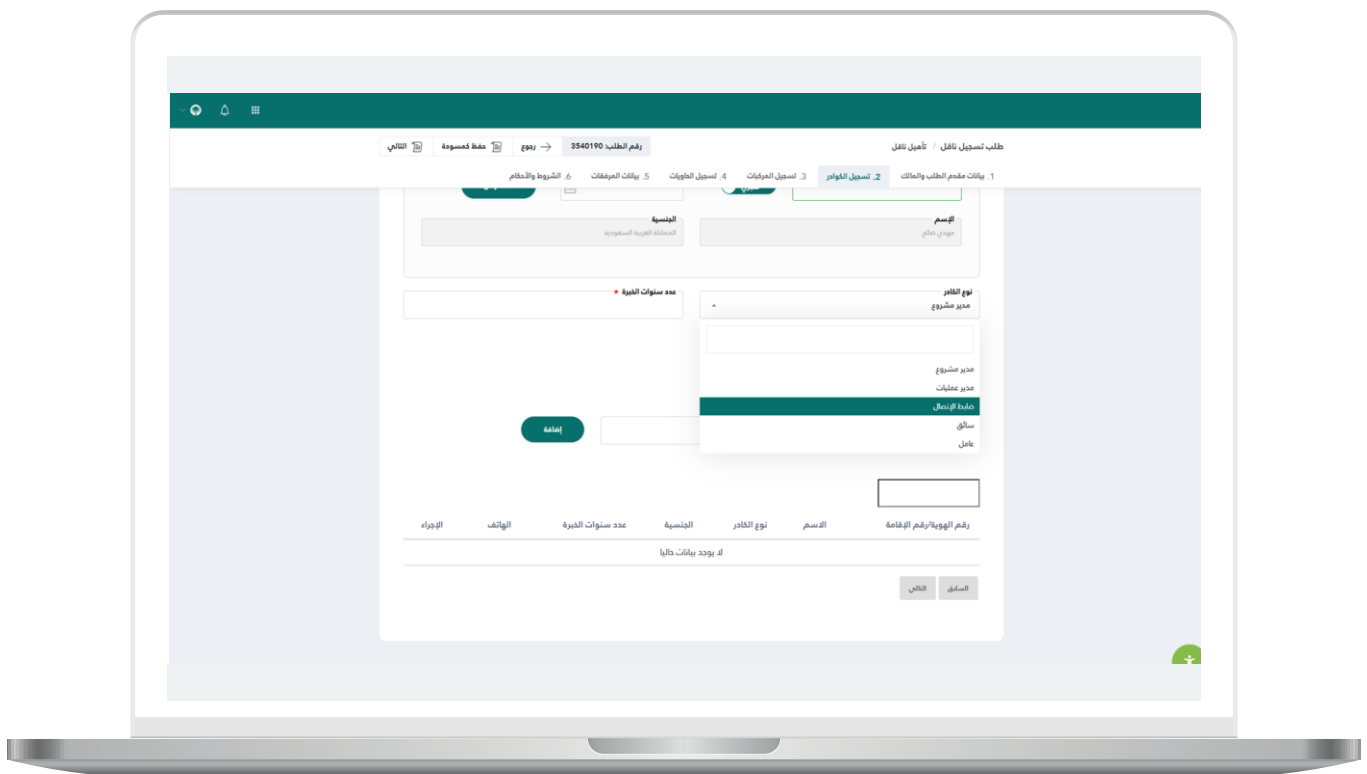 طلب تسجيل ناقل / تأهيل ناقل
رقم الطلب: 3540190 رجوع حفظ كمسودة التالي
1. بيانات مقدم الطلب والمالك 2. تسجيل الكوادر 3. تسجيل المركبات 4. تسجيل الحاويات 5. بيانات المرفقات 6. الشروط والأحكام
الإسم
مهدي صالح
الجنسية
المملكة العربية السعودية
نوع الكادر
مدير مشروع
عدد سنوات الخبرة *
مدير مشروع
مدير عمليات
ضابط الإتصال
سائق
عامل
إضافة
رقم الهوية/رقم الإقامة الاسم نوع الكادر الجنسية عدد سنوات الخبرة الهاتف الإجراء
لا يوجد بيانات حاليا
السابق التالي